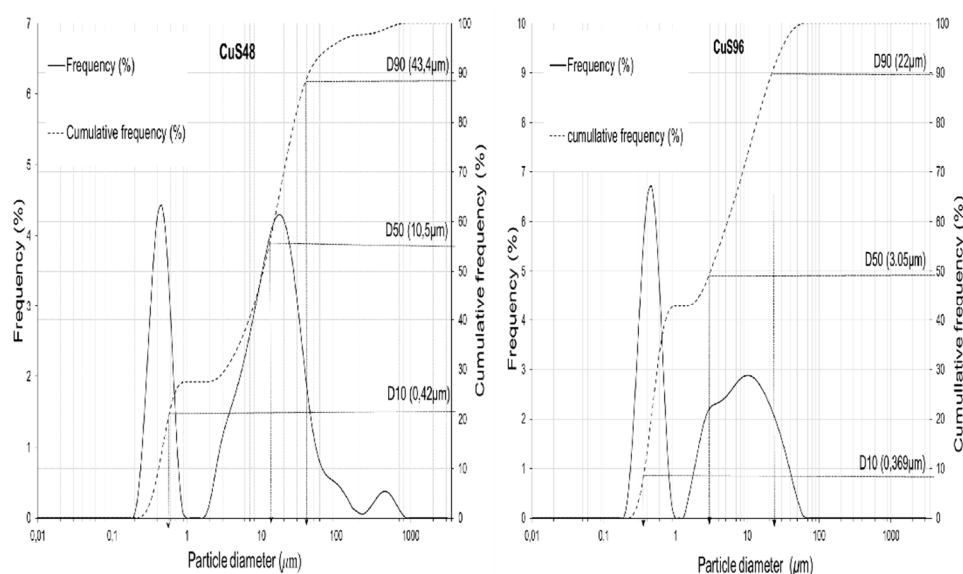 CuS48
Frequency (%)
Cumulative frequency (%)
D90 (43,4µm)
D50 (10,5µm)
D10 (0,42µm)
7
6
5
4
3
2
1
0
100
90
80
70
60
50
40
30
20
10
0
0,01
0,1
1
10
100
1000
Frequency (%)
Cumulative frequency (%)
Particle diameter (µm)
CuS96
Frequency (%)
cumullative frequency (%)
D90 (22µm)
D50 (3.05µm)
D10 (0,369µm)
10
9
8
7
6
5
4
3
2
1
0
100
90
80
70
60
50
40
30
20
10
0
0,01
0.1
1
10
100
1000
Frequency (%)
Cumullative frequency (%)
Particle diameter (µm)